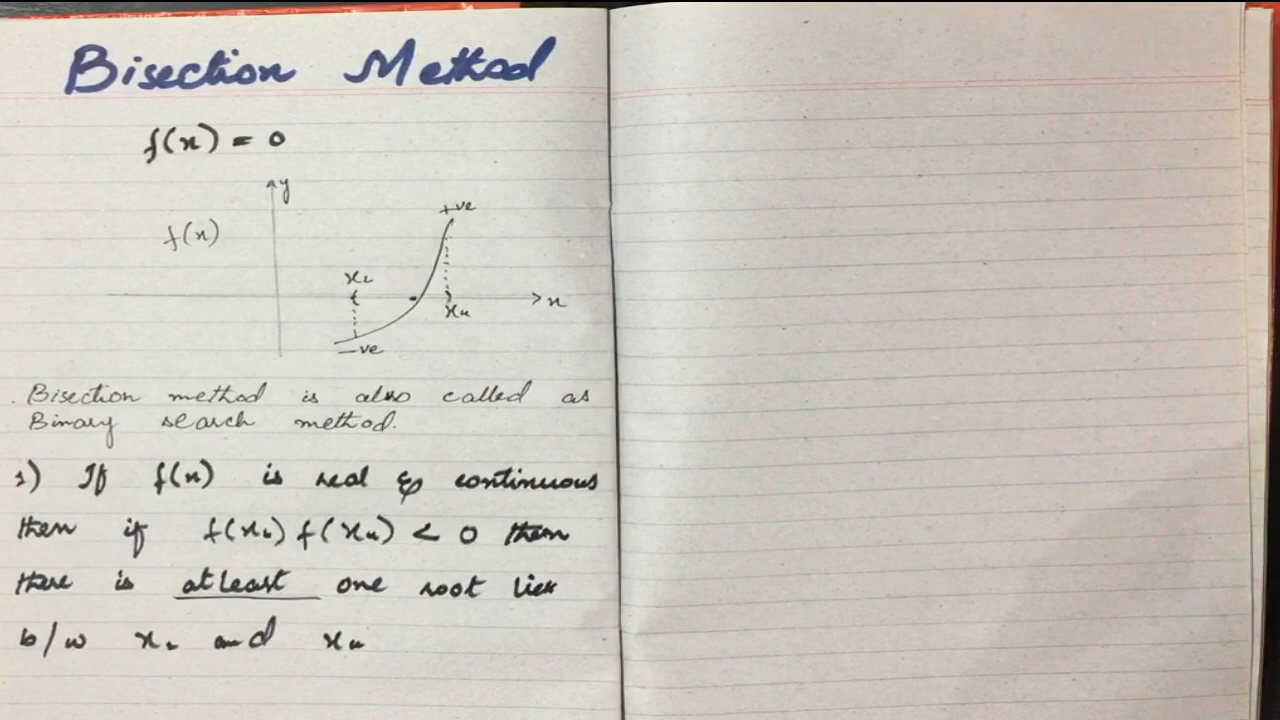 Bisection Method
f(x) = 0
y
+ve
f(x)
xL
x
xu
-ve
Bisection method is also called as
Binary search method.
1) If f(x) is real & continuous
then if f(xL) f(xu) < 0 then
there is atleast one root lies
b/w xL and xu